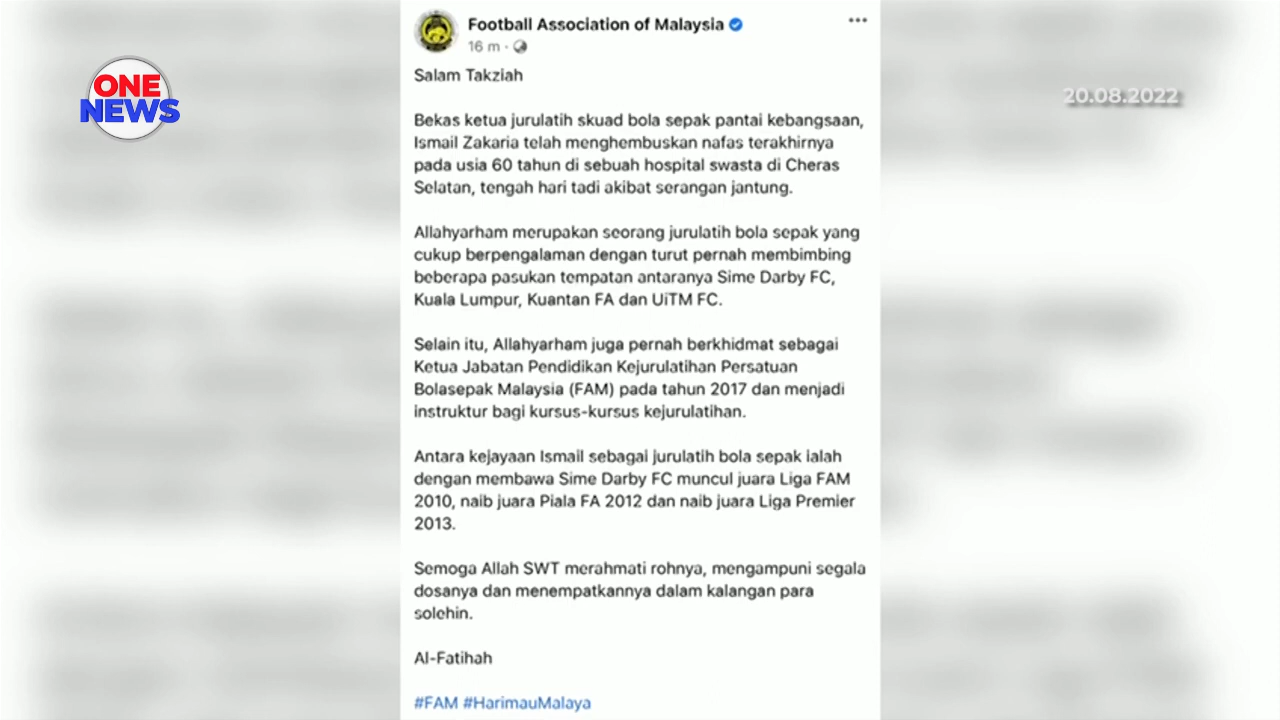 ONE
NEWS
20.08.2022
Football Association of Malaysia
16 m ·
Salam Takziah
Bekas ketua jurulatih skuad bola sepak pantai kebangsaan,
Ismail Zakaria telah menghembuskan nafas terakhirnya
pada usia 60 tahun di sebuah hospital swasta di Cheras
Selatan, tengah hari tadi akibat serangan jantung.
Allahyarham merupakan seorang jurulatih bola sepak yang
cukup berpengalaman dengan turut pernah membimbing
beberapa pasukan tempatan antaranya Sime Darby FC,
Kuala Lumpur, Kuantan FA dan UiTM FC.
Selain itu, Allahyarham juga pernah berkhidmat sebagai
Ketua Jabatan Pendidikan Kejurulatihan Persatuan
Bolasepak Malaysia (FAM) pada tahun 2017 dan menjadi
instruktur bagi kursus-kursus kejurulatihan.
Antara kejayaan Ismail sebagai jurulatih bola sepak ialah
dengan membawa Sime Darby FC muncul juara Liga FAM
2010, naib juara Piala FA 2012 dan naib juara Liga Premier
2013.
Semoga Allah SWT merahmati rohnya, mengampuni segala
dosanya dan menempatkannya dalam kalangan para
solehin.
Al-Fatihah
#FAM #HarimauMalaya